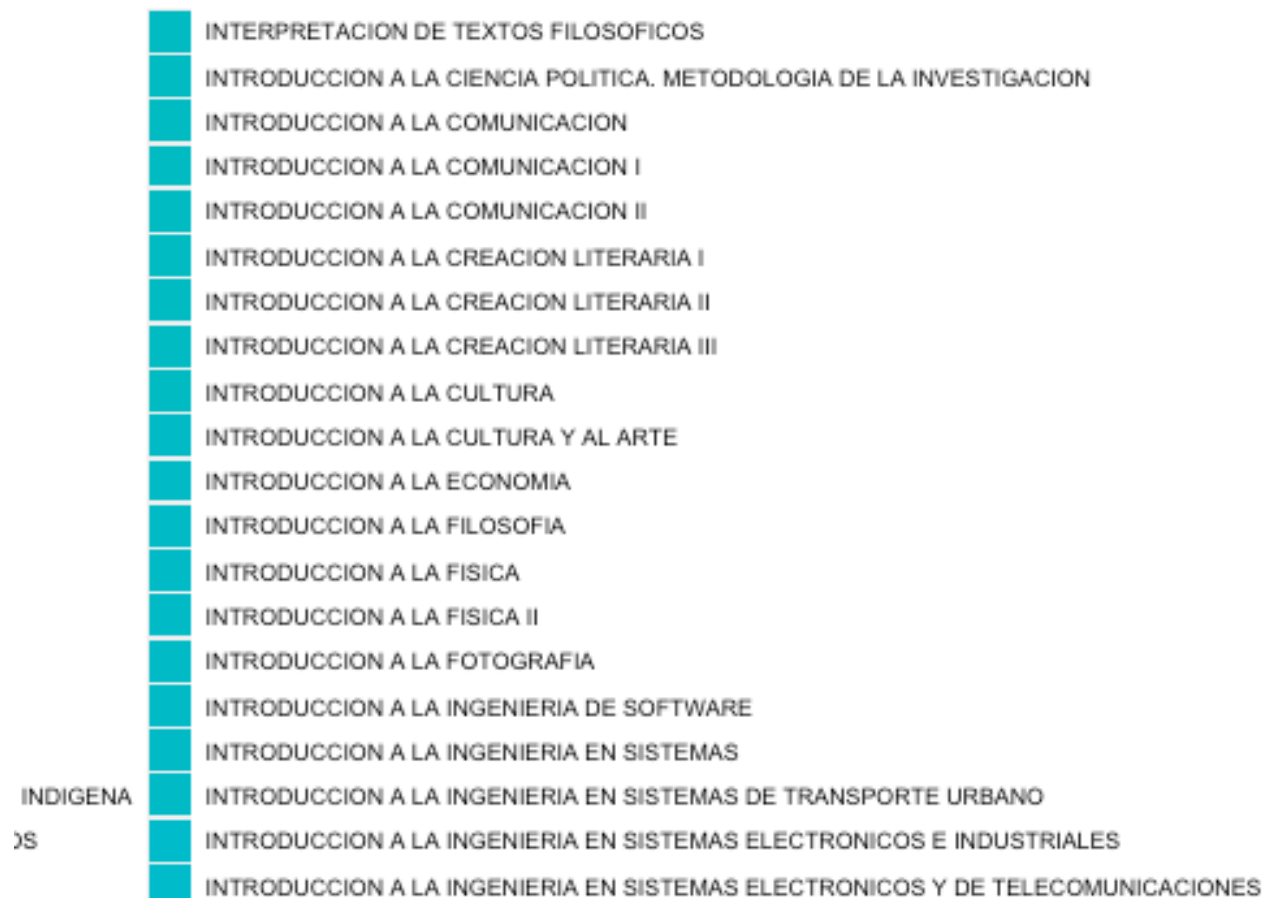 INTERPRETACION DE TEXTOS FILOSOFICOS
INTRODUCCION A LA CIENCIA POLITICA. METODOLOGIA DE LA INVESTIGACION
INTRODUCCION A LA COMUNICACION
INTRODUCCION A LA COMUNICACION I
INTRODUCCION A LA COMUNICACION II
INTRODUCCION A LA CREACION LITERARIA I
INTRODUCCION A LA CREACION LITERARIA II
INTRODUCCION A LA CREACION LITERARIA III
INTRODUCCION A LA CULTURA
INTRODUCCION A LA CULTURA Y AL ARTE
INTRODUCCION A LA ECONOMIA
INTRODUCCION A LA FILOSOFIA
INTRODUCCION A LA FISICA
INTRODUCCION A LA FISICA II
INTRODUCCION A LA FOTOGRAFIA
INTRODUCCION A LA INGENIERIA DE SOFTWARE
INTRODUCCION A LA INGENIERIA EN SISTEMAS
INDIGENA INTRODUCCION A LA INGENIERIA EN SISTEMAS DE TRANSPORTE URBANO
OS INTRODUCCION A LA INGENIERIA EN SISTEMAS ELECTRONICOS E INDUSTRIALES
INTRODUCCION A LA INGENIERIA EN SISTEMAS ELECTRONICOS Y DE TELECOMUNICACIONES